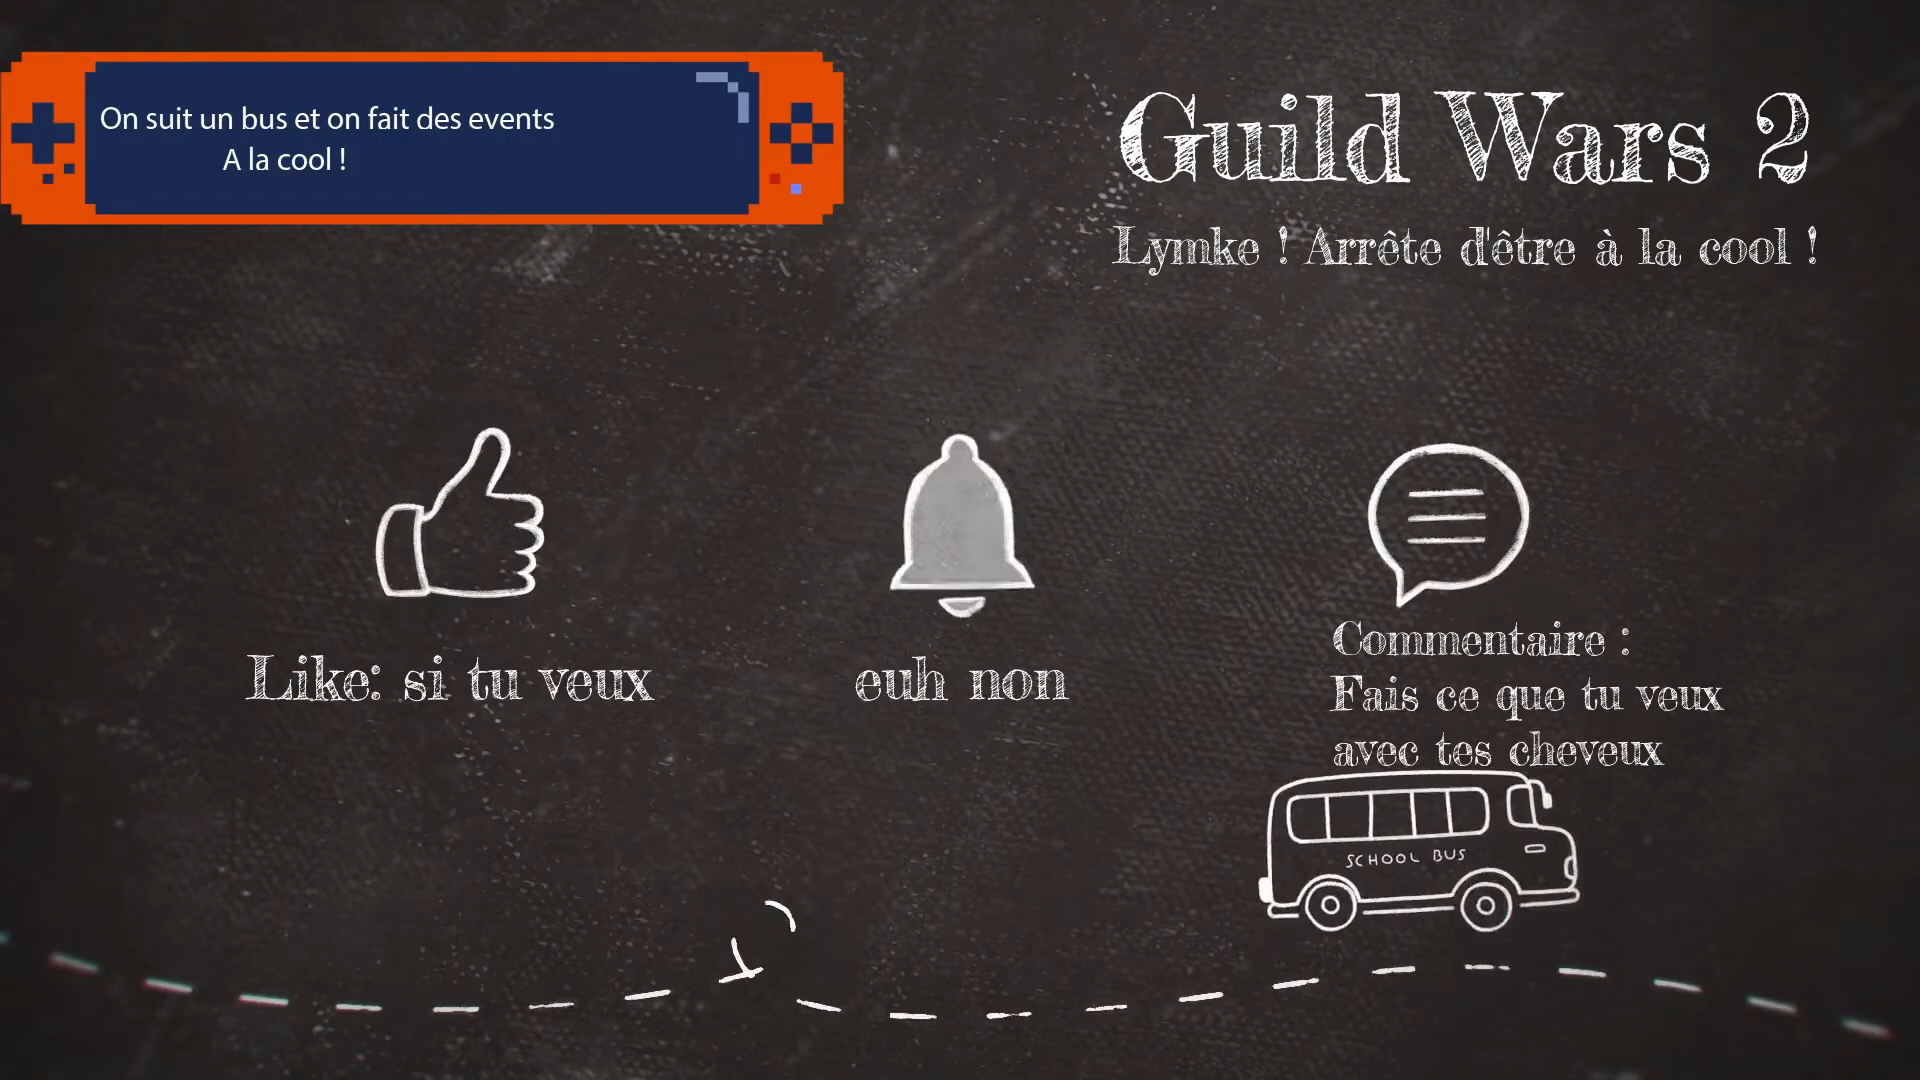 On suit un bus et on fait des events
A la cool !
Guild Wars 2
Lymke ! Arrête d'être à la cool !
Like: si tu veux
euh non
Commentaire :
Fais ce que tu veux
avec tes cheveux
SCHOOL BUS